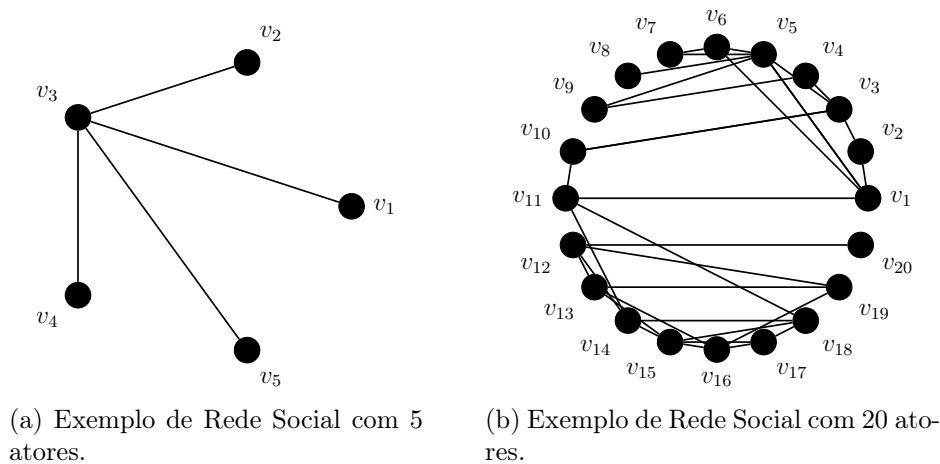 v2
v3
v1
v4
v5
(a) Exemplo de Rede Social com 5
atores.
v6
v7
v5
v8
v4
v9
v3
v10
v2
v11
v1
v12
v20
v13
v19
v14
v18
v15
v17
v16
(b) Exemplo de Rede Social com 20 ato-
res.